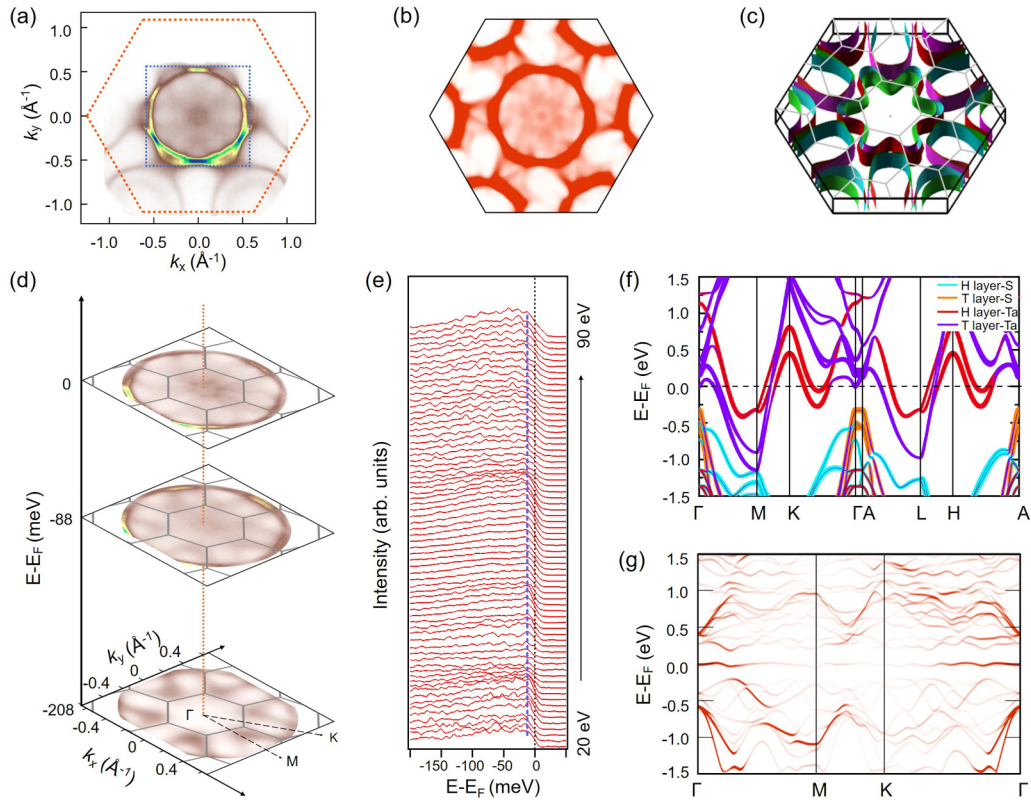 (a)
1.0
0.5
0.0
-0.5
-1.0
ky (Å-1)
-1.0 -0.5 0.0 0.5 1.0
kx (Å-1)
(b)
(c)
(d)
0
-88
-208
E-EF (meV)
ky (Å-1)
-0.4 0 0.4
kx (Å-1)
-0.4 0 0.4
Γ
K
M
(e)
Intensity (arb. units)
90 eV
20 eV
-150 -100 -50 0
E-EF (meV)
(f)
1.5
1.0
0.5
0.0
-0.5
-1.0
-1.5
E-EF (eV)
H layer-S
T layer-S
H layer-Ta
T layer-Ta
Γ M K Γ A L H A
(g)
1.5
1.0
0.5
0.0
-0.5
-1.0
-1.5
E-EF (eV)
Γ M K Γ